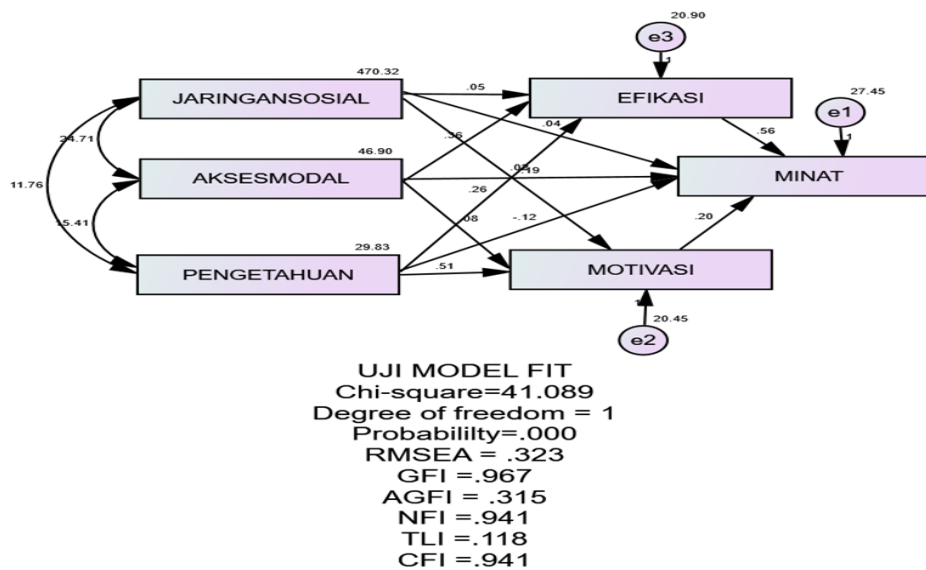 20.90
e3
1
470.32
JARINGANSOSIAL
.05
EFIKASI
27.45
e1
1
24.71
.36
.04
.56
46.90
AKSESMODAL
.19
MINAT
11.76
.26
15.41
.08
-.12
.20
29.83
PENGETAHUAN
.51
MOTIVASI
1
20.45
e2
UJI MODEL FIT
Chi-square=41.089
Degree of freedom = 1
Probabililty=.000
RMSEA = .323
GFI =.967
AGFI = .315
NFI =.941
TLI =.118
CFI =.941